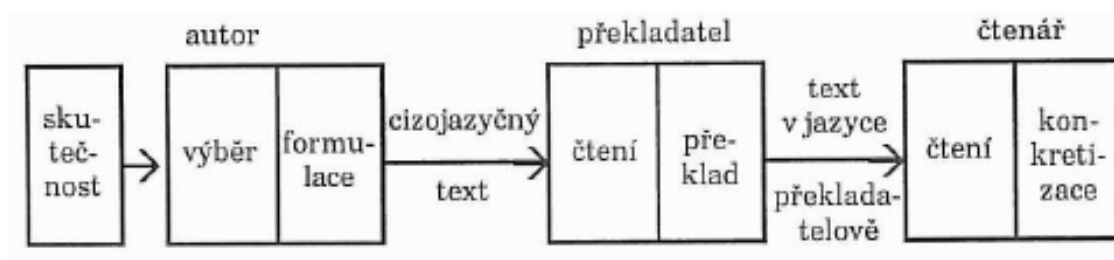 autor
překladatel
čtenář
sku-
teč-
nost
výběr
formu-
lace
cizojazyčný
text
čtení
pře-
klad
text
v jazyce
překlada-
telově
čtení
kon-
kreti-
zace